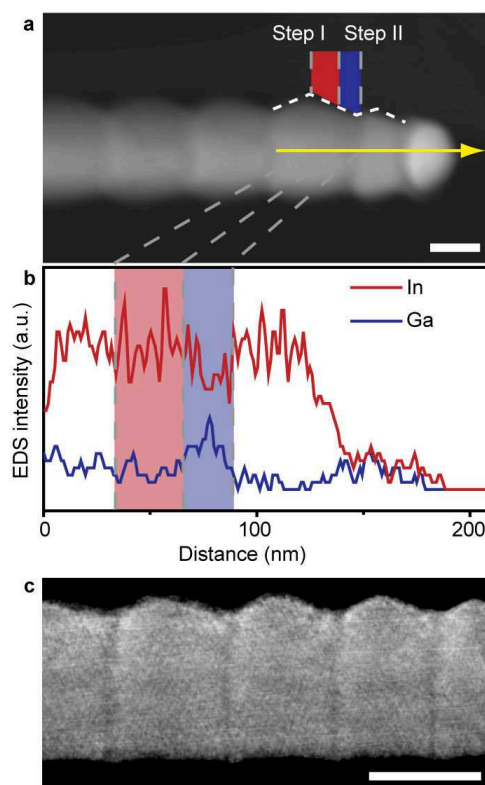 a
Step I Step II
b
In
Ga
EDS intensity (a.u.)
0 100 200
Distance (nm)
c